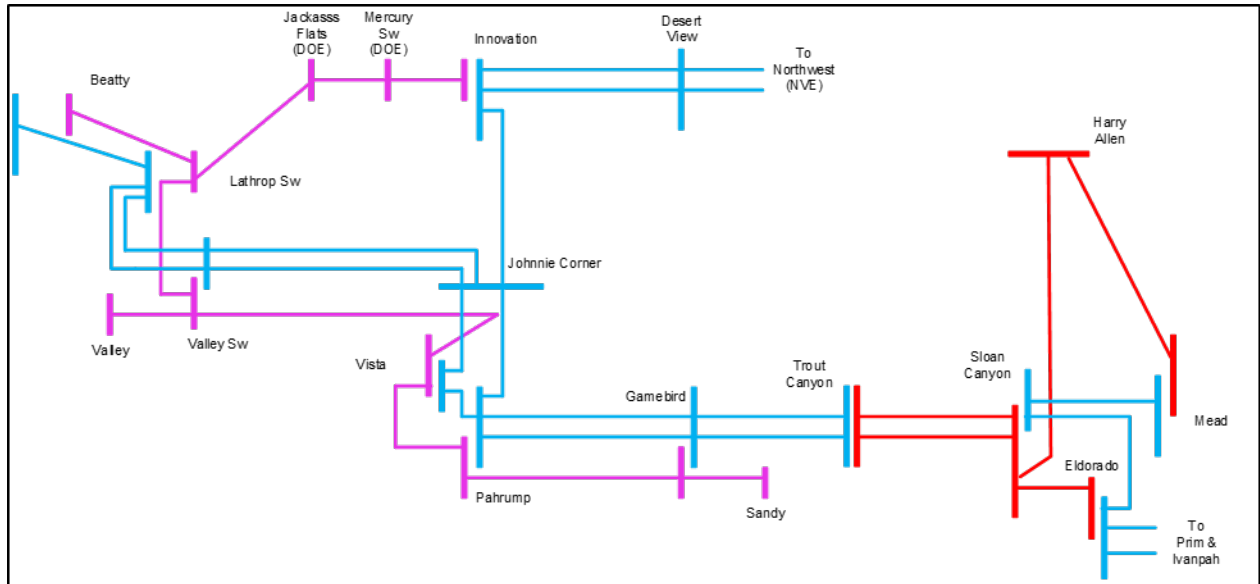 Jackasss
Flats
(DOE)
Mercury
Sw
(DOE)
Innovation
Desert
View
To
Northwest
(NVE)
Beatty
Harry
Allen
Lathrop Sw
Johnnie Corner
Valley
Valley Sw
Vista
Trout
Canyon
Sloan
Canyon
Gamebird
Mead
Eldorado
Pahrump
Sandy
To
Prim &
Ivanpah